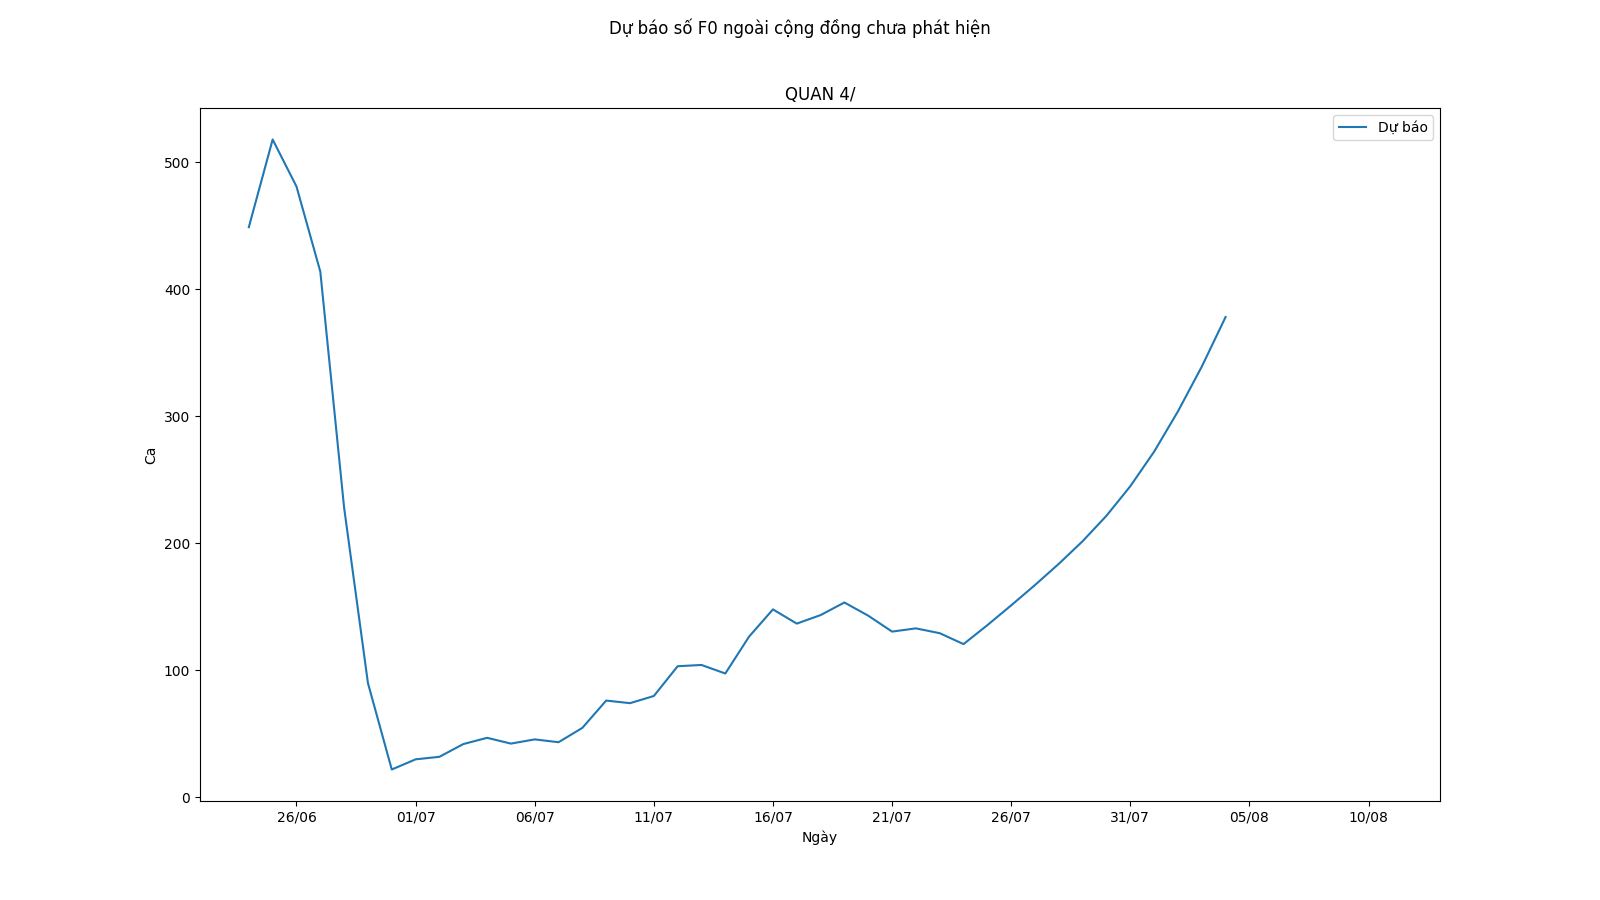 Dự báo số F0 ngoài cộng đồng chưa phát hiện
QUAN 4/
Dự báo
500
400
300
200
100
0
Ca
26/06 01/07 06/07 11/07 16/07 21/07 26/07 31/07 05/08 10/08
Ngày